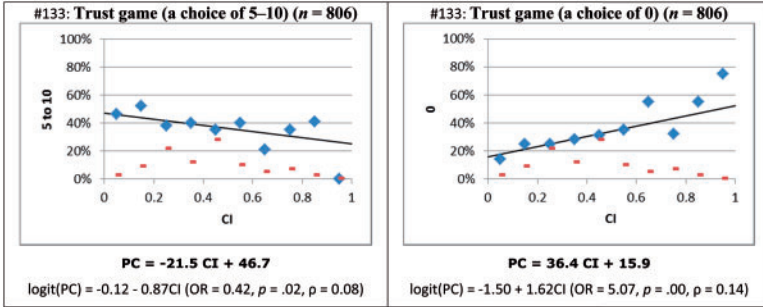 #133: Trust game (a choice of 5–10) (n = 806)
100%
80%
60%
40%
20%
0%
5 to 10
0
0.2
0.4
0.6
0.8
1
CI
PC = -21.5 CI + 46.7
logit(PC) = -0.12 - 0.87CI (OR = 0.42, p = .02, ρ = 0.08)
#133: Trust game (a choice of 0) (n = 806)
100%
80%
60%
40%
20%
0%
0
0
0.2
0.4
0.6
0.8
1
CI
PC = 36.4 CI + 15.9
logit(PC) = -1.50 + 1.62CI (OR = 5.07, p = .00, ρ = 0.14)